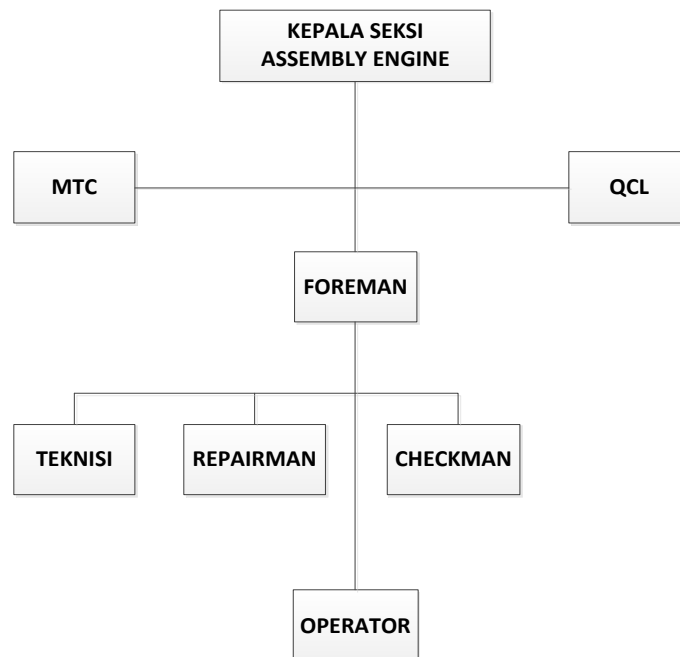 KEPALA SEKSI
ASSEMBLY ENGINE
MTC
QCL
FOREMAN
TEKNISI
REPAIRMAN
CHECKMAN
OPERATOR